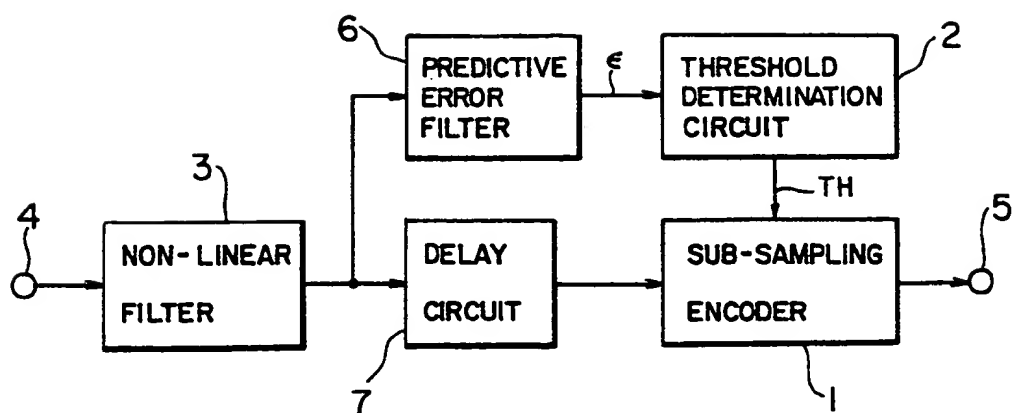 6
PREDICTIVE
ERROR
FILTER
ε
THRESHOLD
DETERMINATION
CIRCUIT
2
TH
4
3
NON-LINEAR
FILTER
DELAY
CIRCUIT
7
SUB-SAMPLING
ENCODER
1
5